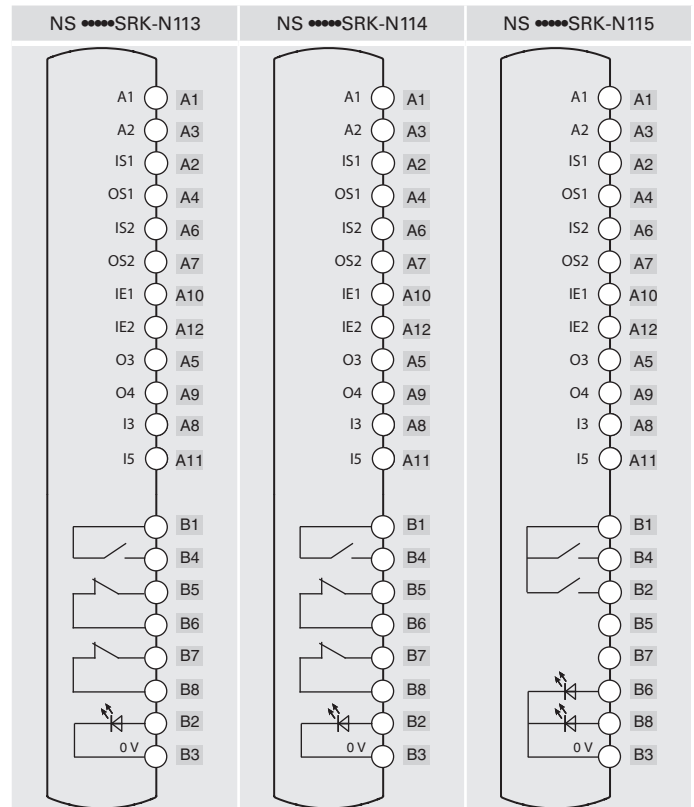 NS •••••SRK-N113 NS •••••SRK-N114 NS •••••SRK-N115
A1 A1 A1 A1 A1 A1
A2 A3 A2 A3 A2 A3
IS1 A2 IS1 A2 IS1 A2
OS1 A4 OS1 A4 OS1 A4
IS2 A6 IS2 A6 IS2 A6
OS2 A7 OS2 A7 OS2 A7
IE1 A10 IE1 A10 IE1 A10
IE2 A12 IE2 A12 IE2 A12
O3 A5 O3 A5 O3 A5
O4 A9 O4 A9 O4 A9
I3 A8 I3 A8 I3 A8
I5 A11 I5 A11 I5 A11
B1 B1 B1
B4 B4 B4
B5 B5 B2
B6 B6 B5
B7 B7 B7
B8 B8 B6
B2 B2 B8
0 V B3 0 V B3 0 V B3